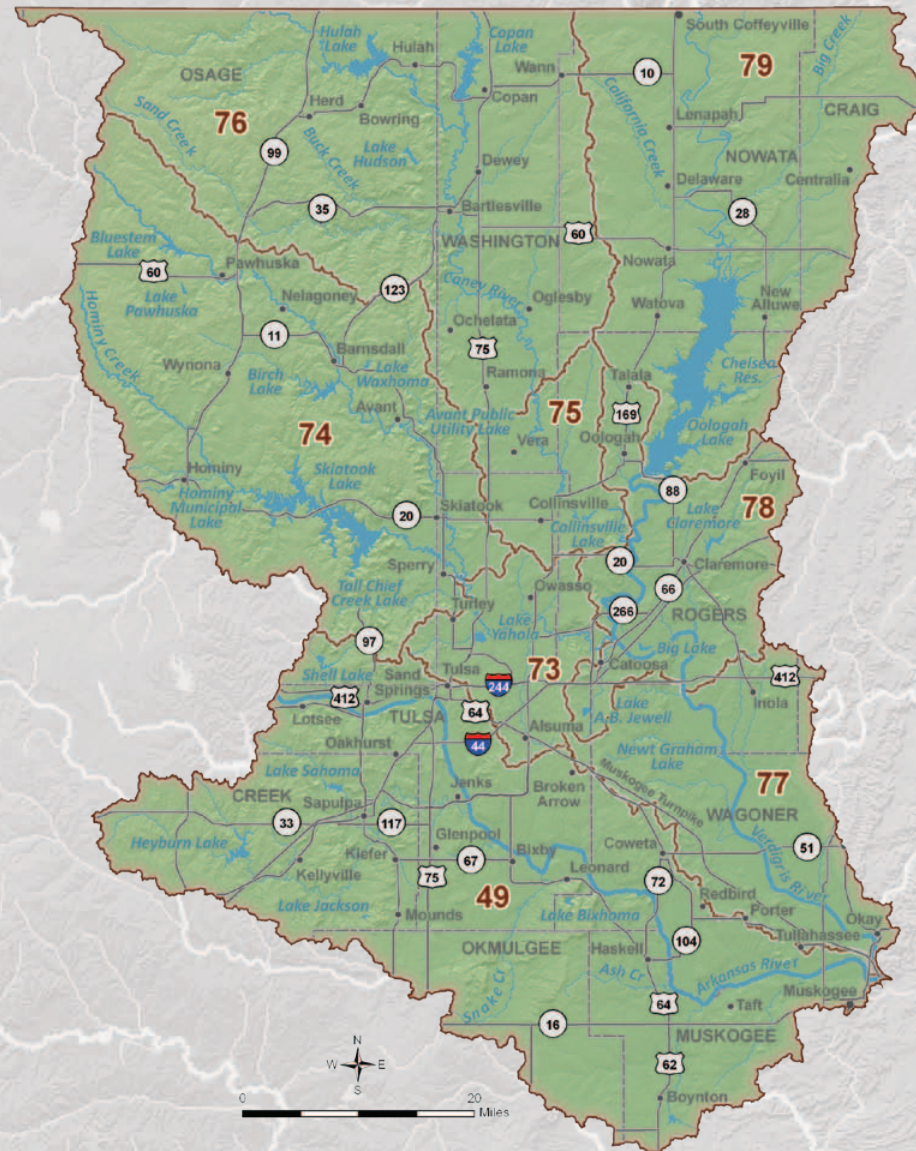 South Coffeyville
Hulah
Lake
Copan
Lake
Big Creek
Hulah
79
OSAGE
Wann
10
Copan
CRAIG
Sand Creek
76
Herd
Bowring
California Creek
Lenapah
99
Buck Creek
Lake
Hudson
Dewey
NOWATA
Delaware
Centralia
35
Bartlesville
28
Bluestem
Lake
WASHINGTON
60
Nowata
60
Pawhuska
Lake
Pawhuska
Hominy Creek
Nelagoney
123
Caney River
Oglesby
Watova
New
Alluwe
11
Ochelata
75
Barnsdall
Wynona
Birch
Lake
Lake
Waxhoma
Ramona
Talala
Chelsea
Res.
Avant
Avant Public
Utility Lake
75
169
74
Vera
Oologah
Oologah
Lake
Hominy
Skiatook
Lake
Foyil
Hominy
Municipal
Lake
88
20
Skiatook
Collinsville
Lake
Claremore
78
Collinsville
Lake
Sperry
20
Claremore
Tall Chief
Creek Lake
Owasso
66
Turley
266
ROGERS
Lake
Yahola
97
Big Lake
73
Catoosa
Shell Lake
Sand
Springs
Tulsa
244
412
412
Inola
Lotsee
TULSA
64
Lake
A.B. Jewell
Oakhurst
44
Alsuma
Newt Graham
Lake
Lake Sahoma
Muskogee Turnpike
77
CREEK
Jenks
Broken
Arrow
Sapulpa
WAGONER
33
117
Heyburn Lake
Glenpool
Coweta
51
Kiefer
67
Bixby
Verdigris River
Kellyville
75
Leonard
72
49
Redbird
Lake Jackson
Mounds
Lake Bixhoma
Porter
Okay
Tullahassee
OKMULGEE
Haskell
104
Ash Cr
Arkansas River
Snake Cr
64
Taft
Muskogee
16
MUSKOGEE
N
W E
S
62
0 20
Miles
Boynton